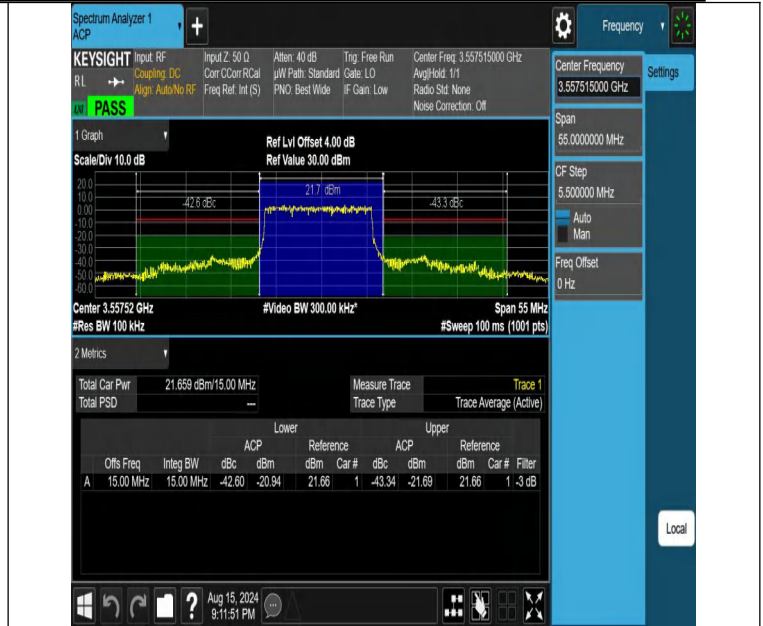 Spectrum Analyzer 1
ACP
Frequency
KEYSIGHT Input: RF Input Z: 50 Ω Atten: 40 dB Trig: Free Run Center Freq: 3.557515000 GHz
RL Coupling: DC Corr CCorr RCal µW Path: Standard Gate: LO Avg|Hold: 1/1
Align: Auto/No RF Freq Ref: Int (S) PNO: Best Wide IF Gain: Low Radio Std: None
PASS Noise Correction: Off
Center Frequency
3.557515000 GHz
Settings
Span
55.0000000 MHz
CF Step
5.500000 MHz
Auto
Man
Freq Offset
0 Hz
1 Graph
Ref Lvl Offset 4.00 dB
Scale/Div 10.0 dB Ref Value 30.00 dBm
20.0
10.0
0.00
-10.0
-20.0
-30.0
-40.0
-50.0
-60.0
-42.6 dBc 21.7 dBm -43.3 dBc
Center 3.55752 GHz #Video BW 300.00 kHz* Span 55 MHz
#Res BW 100 kHz #Sweep 100 ms (1001 pts)
2 Metrics
Total Car Pwr 21.659 dBm/15.00 MHz Measure Trace Trace 1
Total PSD --- Trace Type Trace Average (Active)
Lower Upper
ACP Reference ACP Reference
Offs Freq Integ BW dBc dBm dBm Car # dBc dBm dBm Car # Filter
A 15.00 MHz 15.00 MHz -42.60 -20.94 21.66 1 -43.34 -21.69 21.66 1 -3 dB
Local
Aug 15, 2024
9:11:51 PM